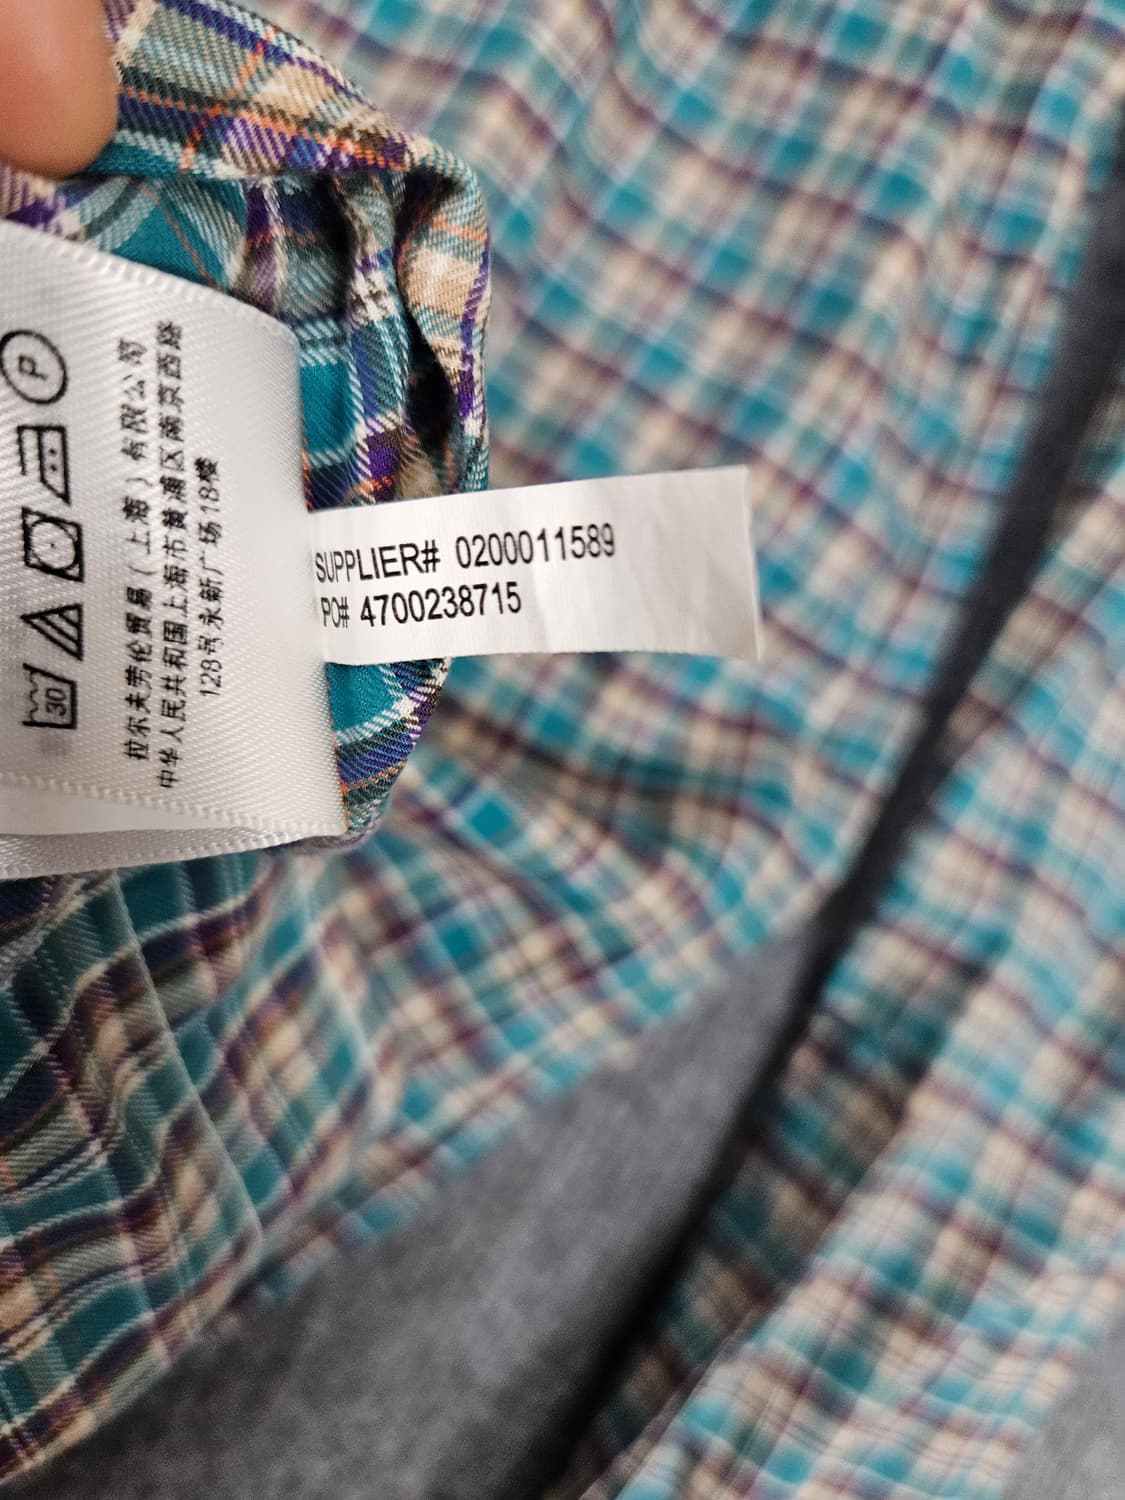 拉尔夫劳伦贸易（上海）有限公司
中华人民共和国上海市黄浦区南京西路
128号永新广场18楼
30
P
SUPPLIER# 0200011589
PO# 4700238715